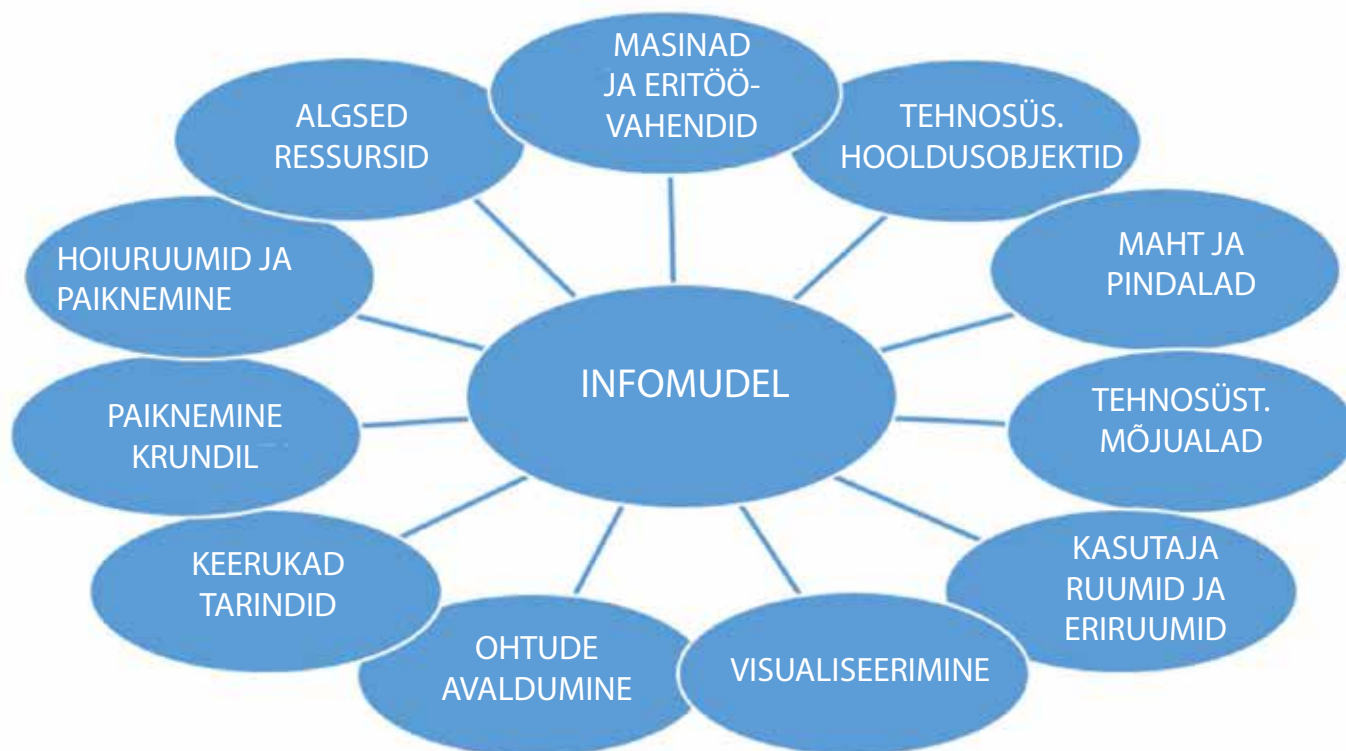 MASINAD
JA ERITÖÖ-
VAHENDID
TEHNOSÜS.
HOOLDUSOBJEKTID
MAHT JA
PINDALAD
TEHNOSÜST.
MÕJUALAD
KASUTAJA
RUUMID JA
ERIRUUMID
VISUALISEERIMINE
OHTUDE
AVALDUMINE
KEERUKAD
TARINDID
PAIKNEMINE
KRUNDIL
HOIURUUMID JA
PAIKNEMINE
ALGSED
RESSURSID
INFOMUDEL